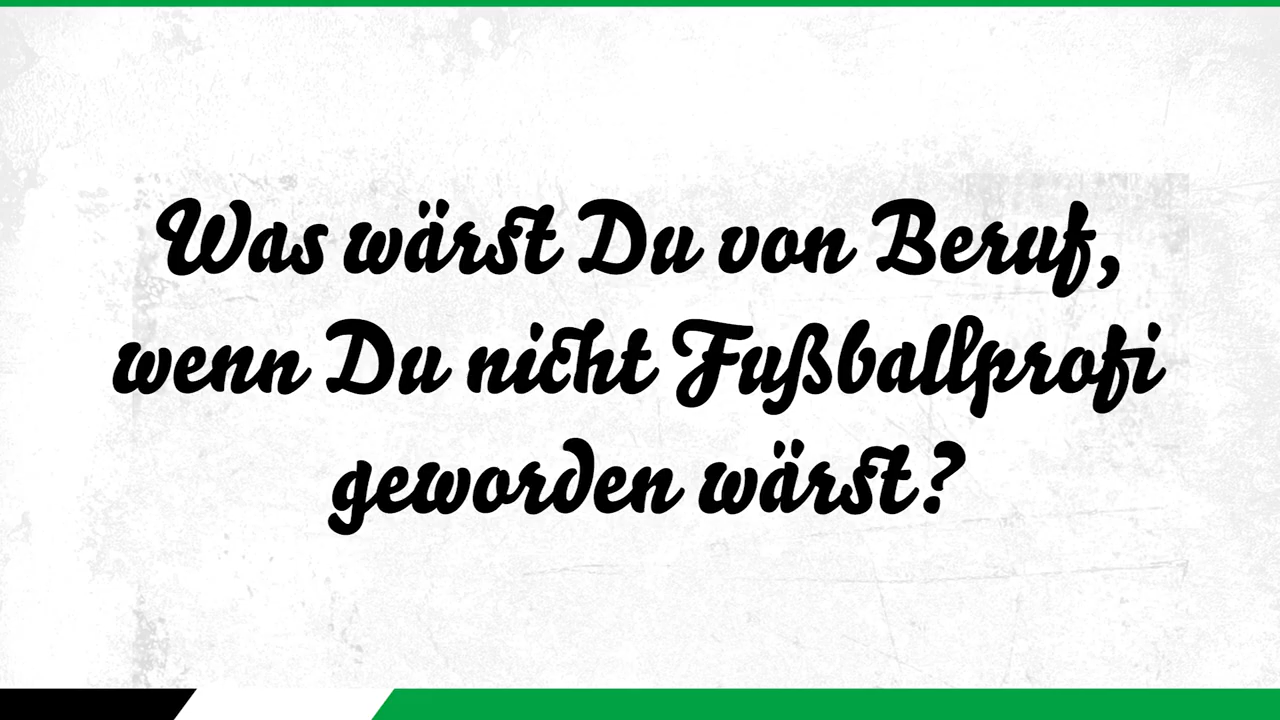 Was wärst Du von Beruf,
wenn Du nicht Fußballprofi
geworden wärst?